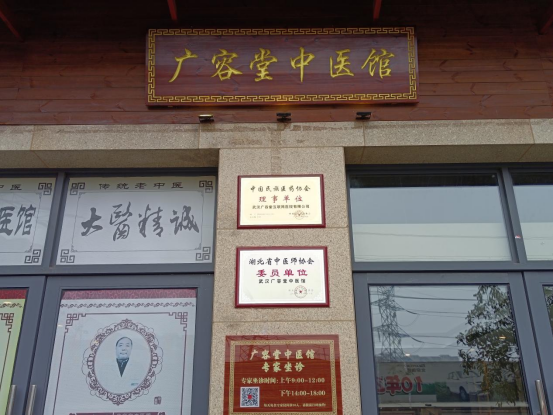 广容堂中医馆
传统老中医
医馆
大醫精诚
中国民族医药协会
理事单位
湖北省中医师协会
委员单位
武汉广容堂中医馆
广容堂中医馆
专家坐诊
专家坐诊时间:上午9:00-12:00
下午14:00-18:00